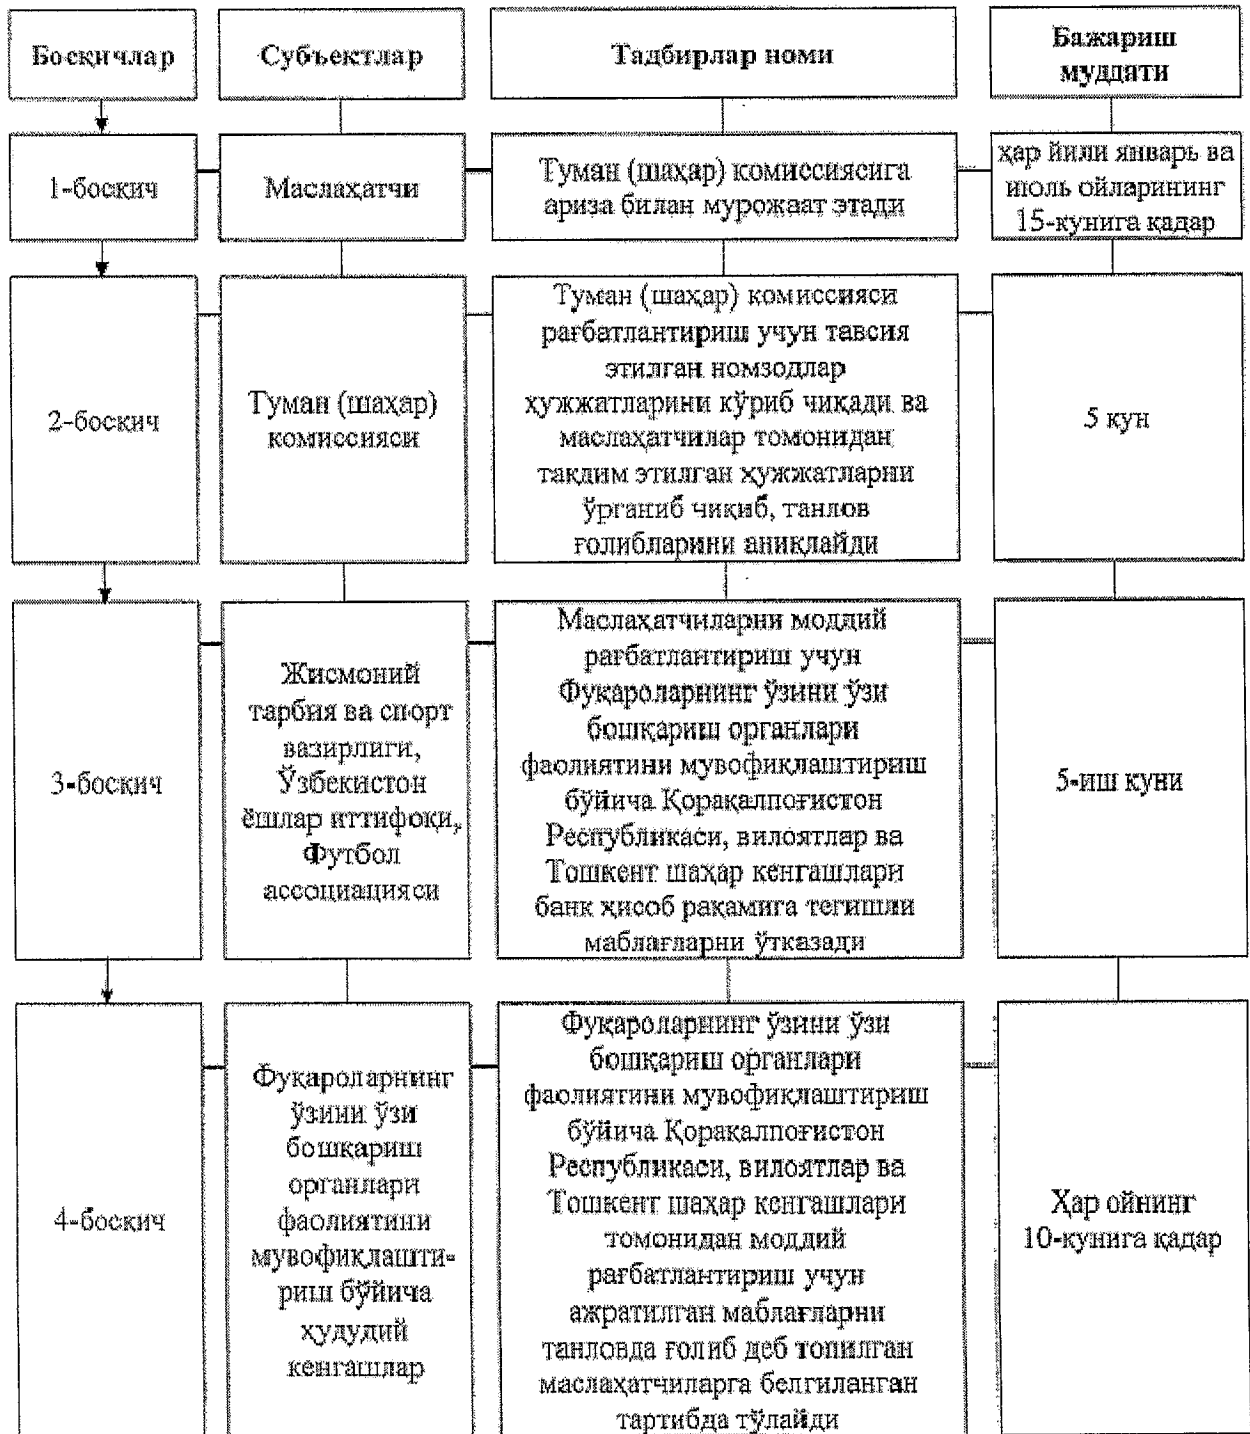 Босқичлар
Субъектлар
Тадбирлар номи
Бажариш
муддати
1-босқич
Маслаҳатчи
Туман (шаҳар) комиссиясига
ариза билан мурожаат этади
ҳар йили январь ва
июль ойларининг
15-кунига қадар
2-босқич
Туман (шаҳар)
комиссияси
Туман (шаҳар) комиссияси
рағбатлантириш учун тавсия
этилган номзодлар
ҳужжатларини кўриб чиқади ва
маслаҳатчилар томонидан
тақдим этилган ҳужжатларни
ўрганиб чиқиб, танлов
ғолибларини аниқлайди
5 кун
3-босқич
Жисмоний
тарбия ва спорт
вазирлиги,
Ўзбекистон
ёшлар иттифоқи,
Футбол
ассоциацияси
Маслаҳатчиларни моддий
рағбатлантириш учун
Фуқароларнинг ўзини ўзи
бошқариш органлари
фаолиятини мувофиқлаштириш
бўйича Қорақалпоғистон
Республикаси, вилоятлар ва
Тошкент шаҳар кенгашлари
банк ҳисоб рақамига тегишли
маблағларни ўтказади
5-иш куни
4-босқич
Фуқароларнинг
ўзини ўзи
бошқариш
органлари
фаолиятини
мувофиқлашти-
риш бўйича
ҳудудий
кенгашлар
Фуқароларнинг ўзини ўзи
бошқариш органлари
фаолиятини мувофиқлаштириш
бўйича Қорақалпоғистон
Республикаси, вилоятлар ва
Тошкент шаҳар кенгашлари
томонидан моддий
рағбатлантириш учун
ажратилган маблағларни
танловда ғолиб деб топилган
маслаҳатчиларга белгиланган
тартибда тўлайди
Ҳар ойнинг
10-кунига қадар